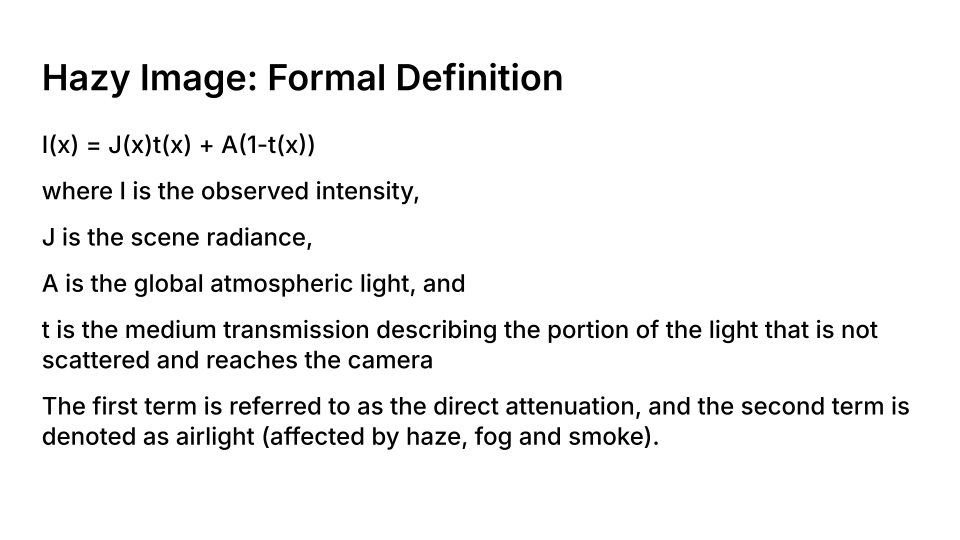 Hazy Image: Formal Definition
I(x) = J(x)t(x) + A(1-t(x))
where I is the observed intensity,
J is the scene radiance,
A is the global atmospheric light, and
t is the medium transmission describing the portion of the light that is not
scattered and reaches the camera
The first term is referred to as the direct attenuation, and the second term is
denoted as airlight (affected by haze, fog and smoke).